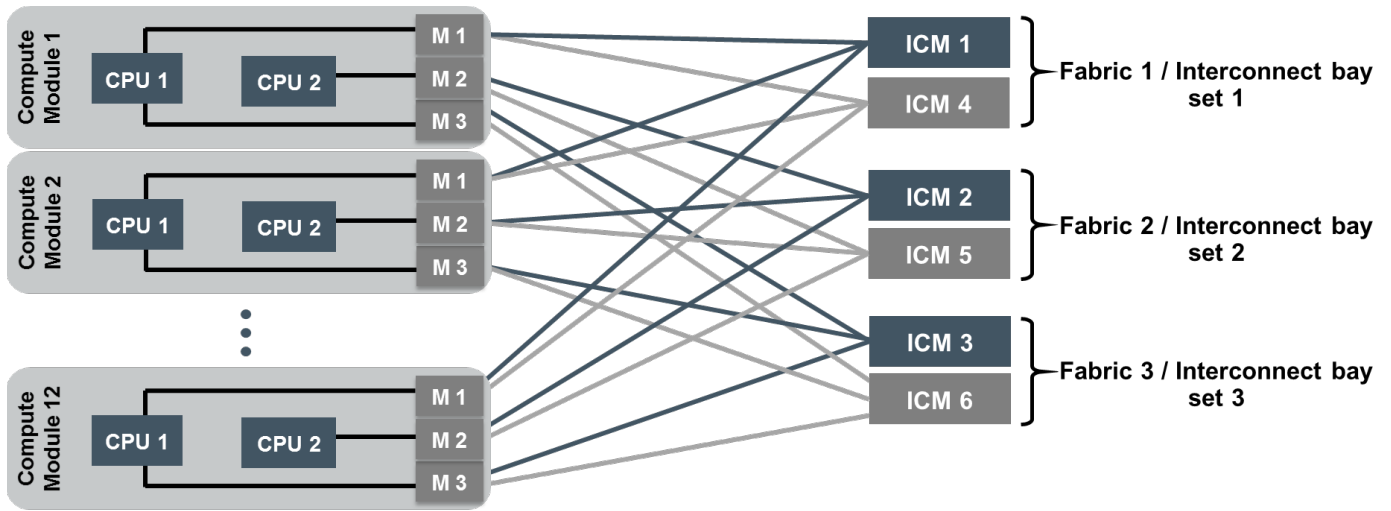 Compute
Module 1
CPU 1
CPU 2
M 1
M 2
M 3
Compute
Module 2
CPU 1
CPU 2
M 1
M 2
M 3
Compute
Module 12
CPU 1
CPU 2
M 1
M 2
M 3
ICM 1
ICM 4
Fabric 1 / Interconnect bay
set 1
ICM 2
ICM 5
Fabric 2 / Interconnect bay
set 2
ICM 3
ICM 6
Fabric 3 / Interconnect bay
set 3